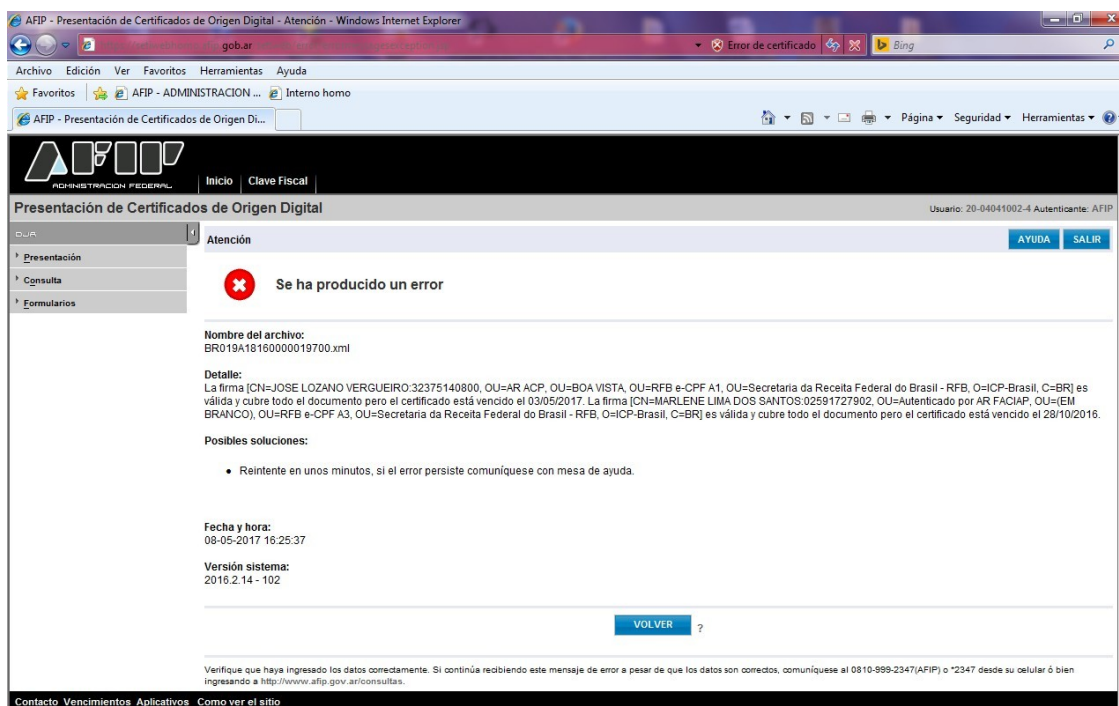 AFIP - Presentación de Certificados de Origen Digital - Atención - Windows Internet Explorer
gob.ar
Error de certificado
Bing
Archivo Edición Ver Favoritos Herramientas Ayuda
Favoritos AFIP - ADMINISTRACION ... Interno homo
AFIP - Presentación de Certificados de Origen Di...
Página Seguridad Herramientas
AFIP
ADMINISTRACION FEDERAL
Inicio Clave Fiscal
Presentación de Certificados de Origen Digital
Usuario: 20-04041002-4 Autenticante: AFIP
DJR
Presentación
Consulta
Formularios
Atención
AYUDA SALIR
Se ha producido un error
Nombre del archivo:
BR019A18160000019700.xml
Detalle:
La firma [CN=JOSE LOZANO VERGUEIRO:32375140800, OU=AR ACP, OU=BOA VISTA, OU=RFB e-CPF A1, OU=Secretaria da Receita Federal do Brasil - RFB, O=ICP-Brasil, C=BR] es
válida y cubre todo el documento pero el certificado está vencido el 03/05/2017. La firma [CN=MARLENE LIMA DOS SANTOS:02591727902, OU=Autenticado por AR FACIAP, OU=(EM
BRANCO), OU=RFB e-CPF A3, OU=Secretaria da Receita Federal do Brasil - RFB, O=ICP-Brasil, C=BR] es válida y cubre todo el documento pero el certificado está vencido el 28/10/2016.
Posibles soluciones:
• Reintente en unos minutos, si el error persiste comuníquese con mesa de ayuda.
Fecha y hora:
08-05-2017 16:25:37
Versión sistema:
2016.2.14 - 102
VOLVER ?
Verifique que haya ingresado los datos correctamente. Si continúa recibiendo este mensaje de error a pesar de que los datos son correctos, comuníquese al 0810-999-2347(AFIP) o *2347 desde su celular ó bien
ingresando a http://www.afip.gov.ar/consultas.
Contacto Vencimientos Aplicativos Como ver el sitio